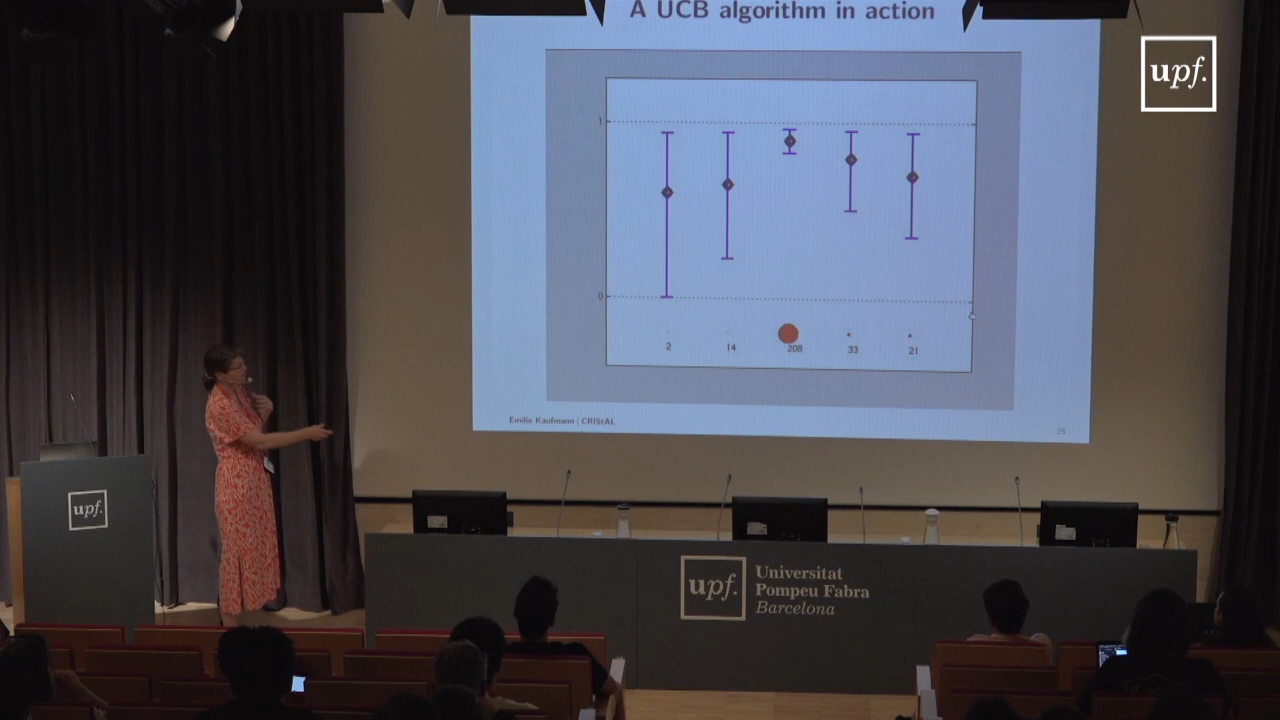 A UCB algorithm in action
upf.
1
0
2
14
208
33
21
Emilie Kaufmann | CRIStAL
25
upf.
upf.
Universitat
Pompeu Fabra
Barcelona